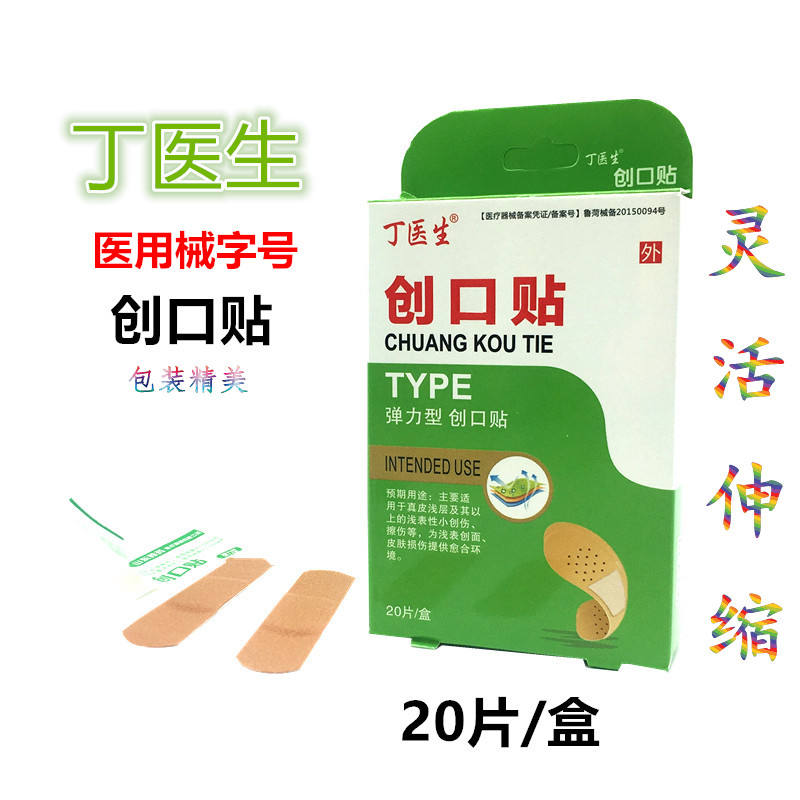 丁医生
医用械字号
创口贴
包装精美
丁医生
创口贴
【医疗器械备案凭证/备案号】鲁菏械备20150094号
丁医生®
外
创口贴
CHUANG KOU TIE
TYPE
弹力型 创口贴
INTENDED USE
预期用途：主要适
用于真皮浅层及其以
上的浅表性小创伤、
擦伤等，为浅表创面、
皮肤损伤提供愈合环
境。
20片/盒
创口贴
灵活伸缩
20片/盒